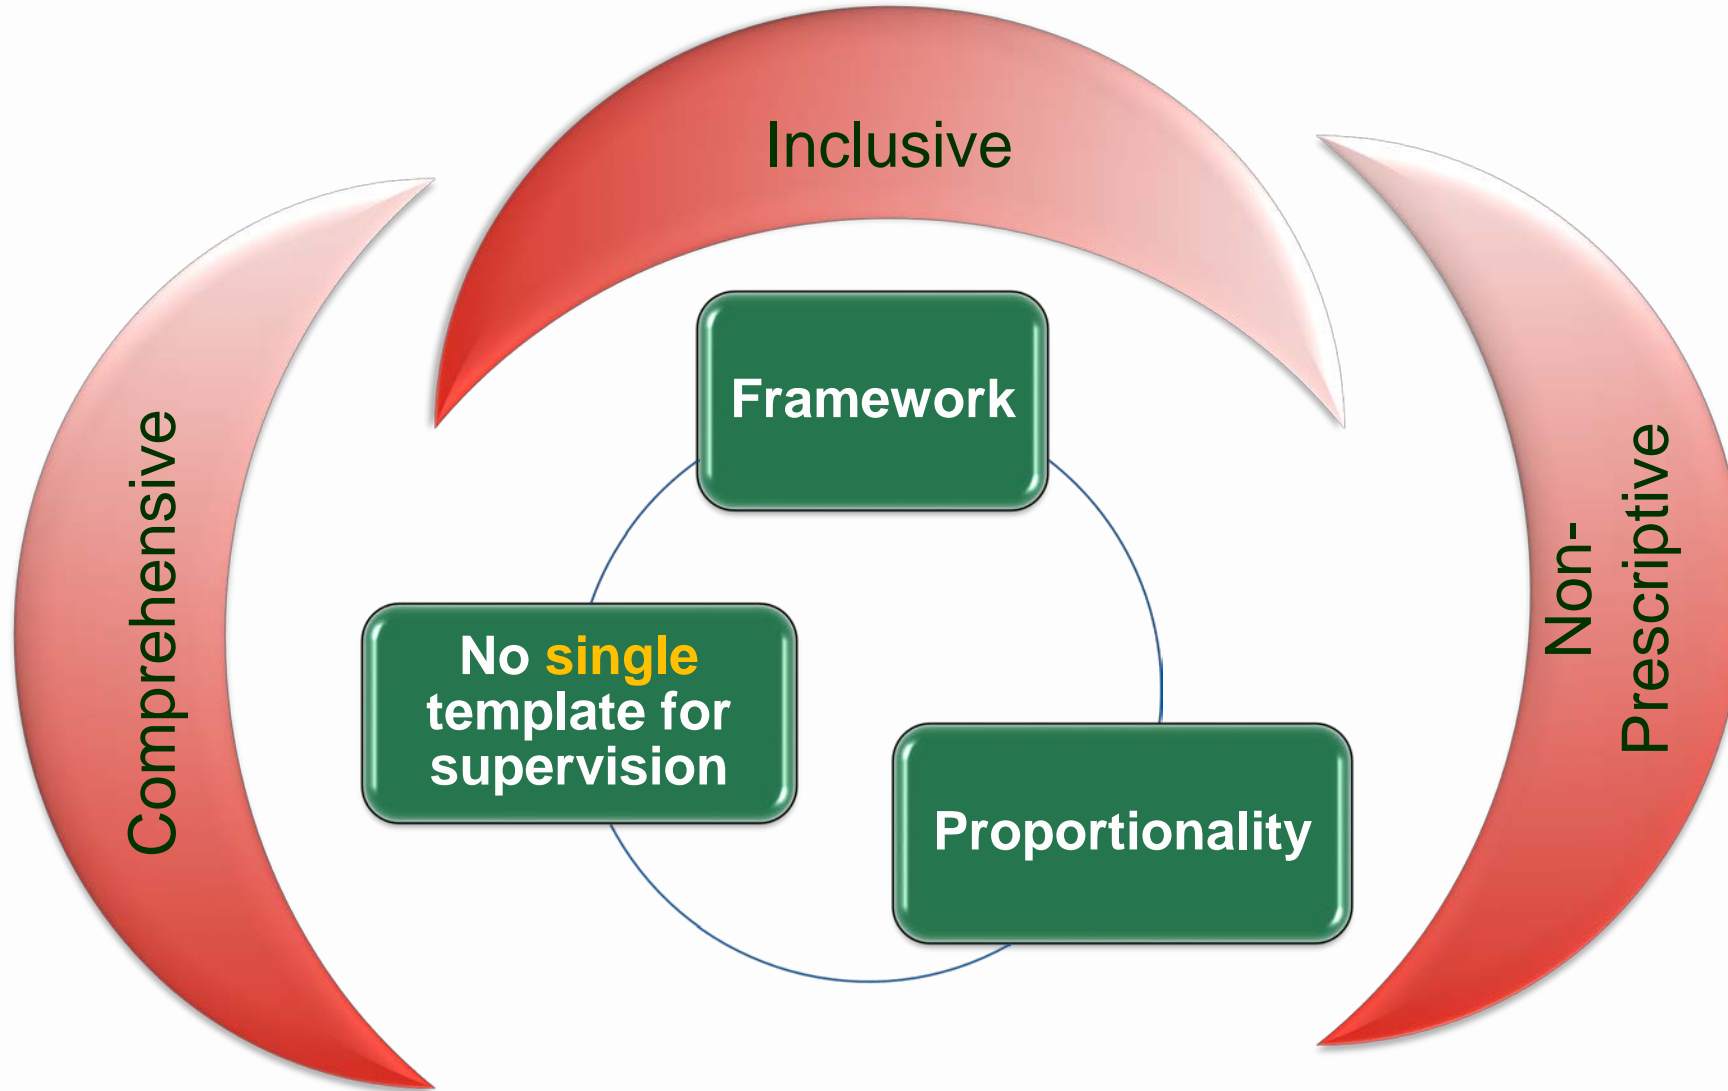 Inclusive
Comprehensive
Non-
Prescriptive
Framework
No single
template for
supervision
Proportionality